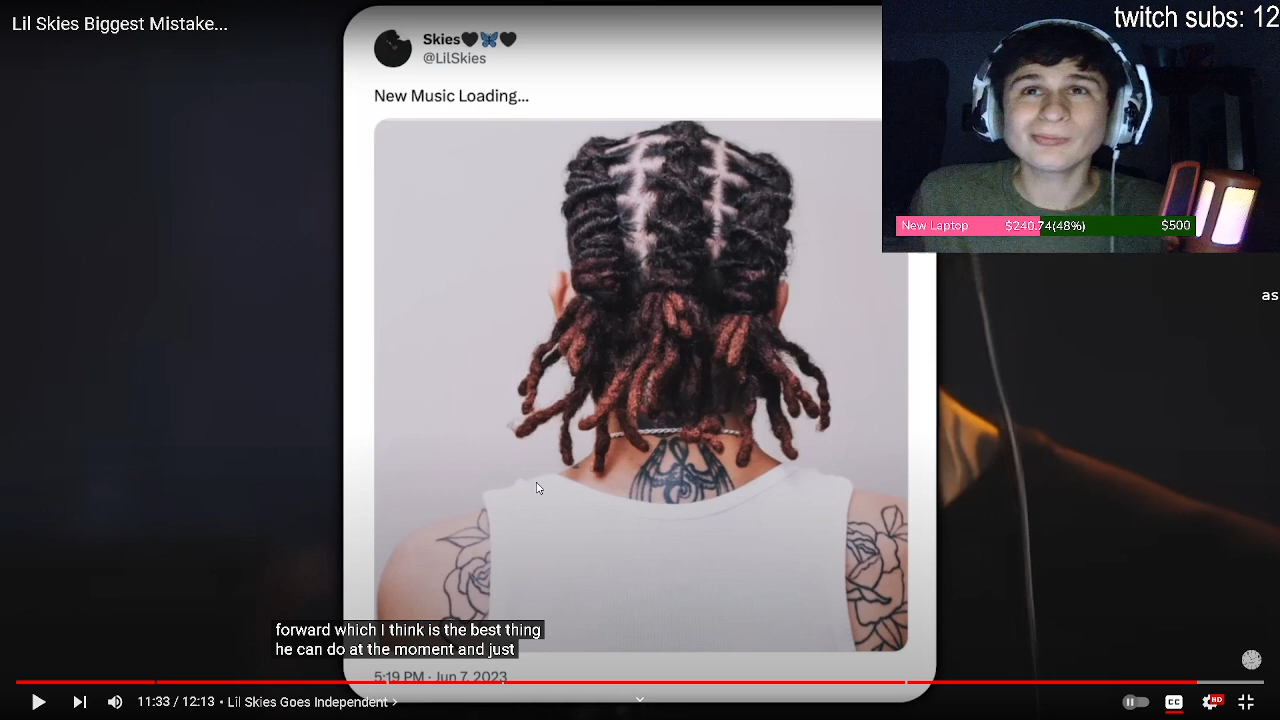 Lil Skies Biggest Mistake...
twitch subs: 12
Skies🖤🦋🖤
@LilSkies
New Music Loading...
New Laptop $240.74(48%) $500
as
forward which I think is the best thing
he can do at the moment and just
5:19 PM · Jun 7, 2023
11:33 / 12:13 • Lil Skies Goes Independent >
CC
HD